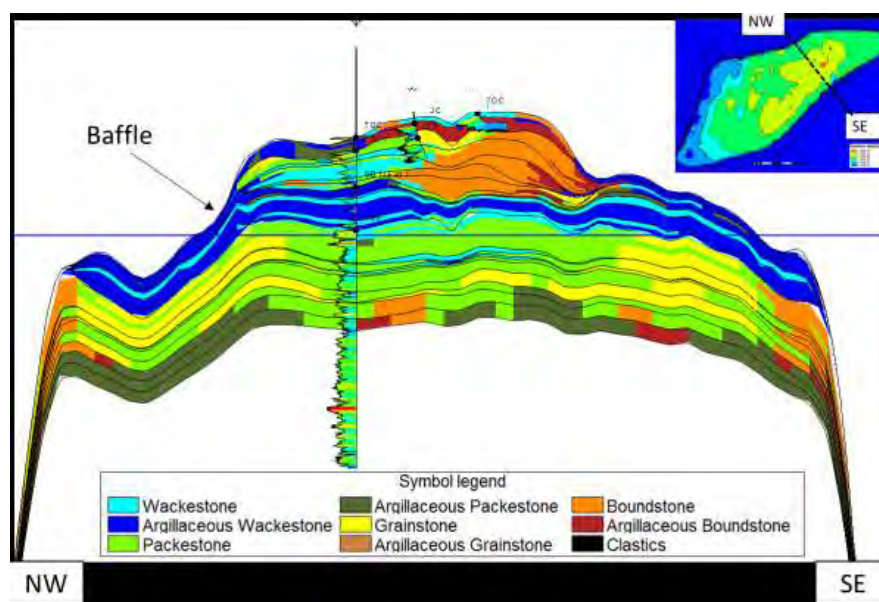 NW
SE
Baffle
TOC
Symbol legend
Wackestone
Argillaceous Wackestone
Packestone
Argillaceous Packestone
Grainstone
Argillaceous Grainstone
Boundstone
Argillaceous Boundstone
Clastics
NW
SE